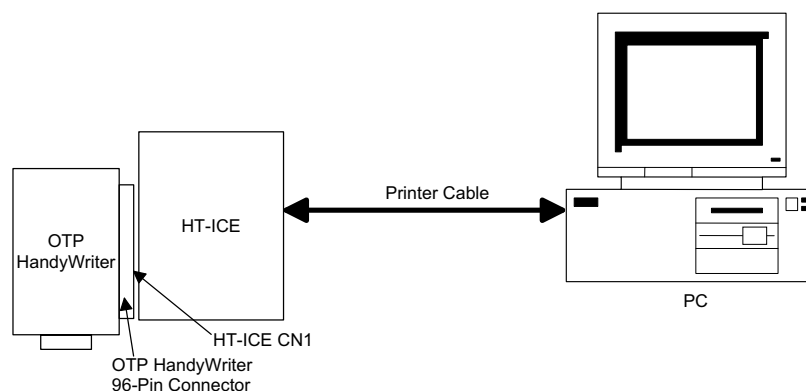 Printer Cable
HT-ICE
OTP
HandyWriter
PC
HT-ICE CN1
OTP HandyWriter
96-Pin Connector